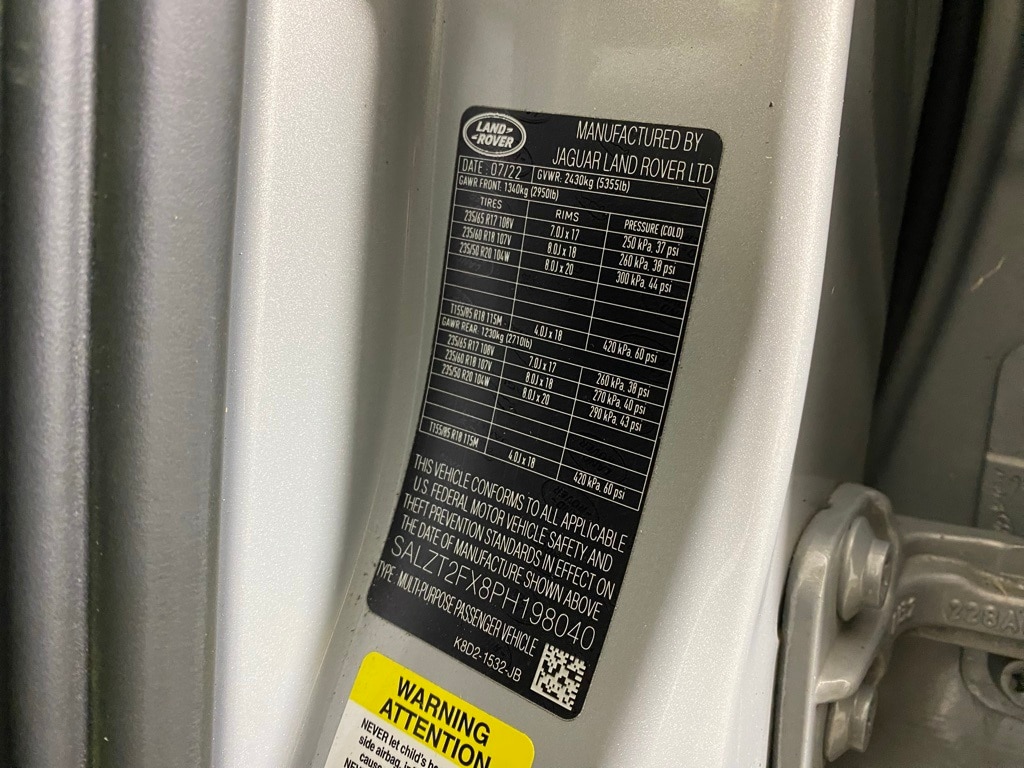 LAND
ROVER
MANUFACTURED BY
JAGUAR LAND ROVER LTD
DATE: 07/22 GVWR: 2430kg (5355lb)
GAWR FRONT: 1340kg (2950lb)
TIRES RIMS PRESSURE (COLD)
235/65 R17 108V 7.0J x 17 250 kPa, 37 psi
235/60 R18 107V 8.0J x 18 260 kPa, 38 psi
235/50 R20 104W 8.0J x 20 300 kPa, 44 psi
T155/85 R18 115M 4.0J x 18 420 kPa, 60 psi
GAWR REAR: 1230kg (2710lb)
235/65 R17 108V 7.0J x 17 260 kPa, 38 psi
235/60 R18 107V 8.0J x 18 270 kPa, 40 psi
235/50 R20 104W 8.0J x 20 290 kPa, 43 psi
T155/85 R18 115M 4.0J x 18 420 kPa, 60 psi
THIS VEHICLE CONFORMS TO ALL APPLICABLE
U.S. FEDERAL MOTOR VEHICLE SAFETY AND
THEFT PREVENTION STANDARDS IN EFFECT ON
THE DATE OF MANUFACTURE SHOWN ABOVE
SALZT2FX8PH198040
TYPE: MULTI-PURPOSE PASSENGER VEHICLE
K8D2-1532-JB
WARNING
ATTENTION
NEVER let child's
side airbag,
NEV
228A